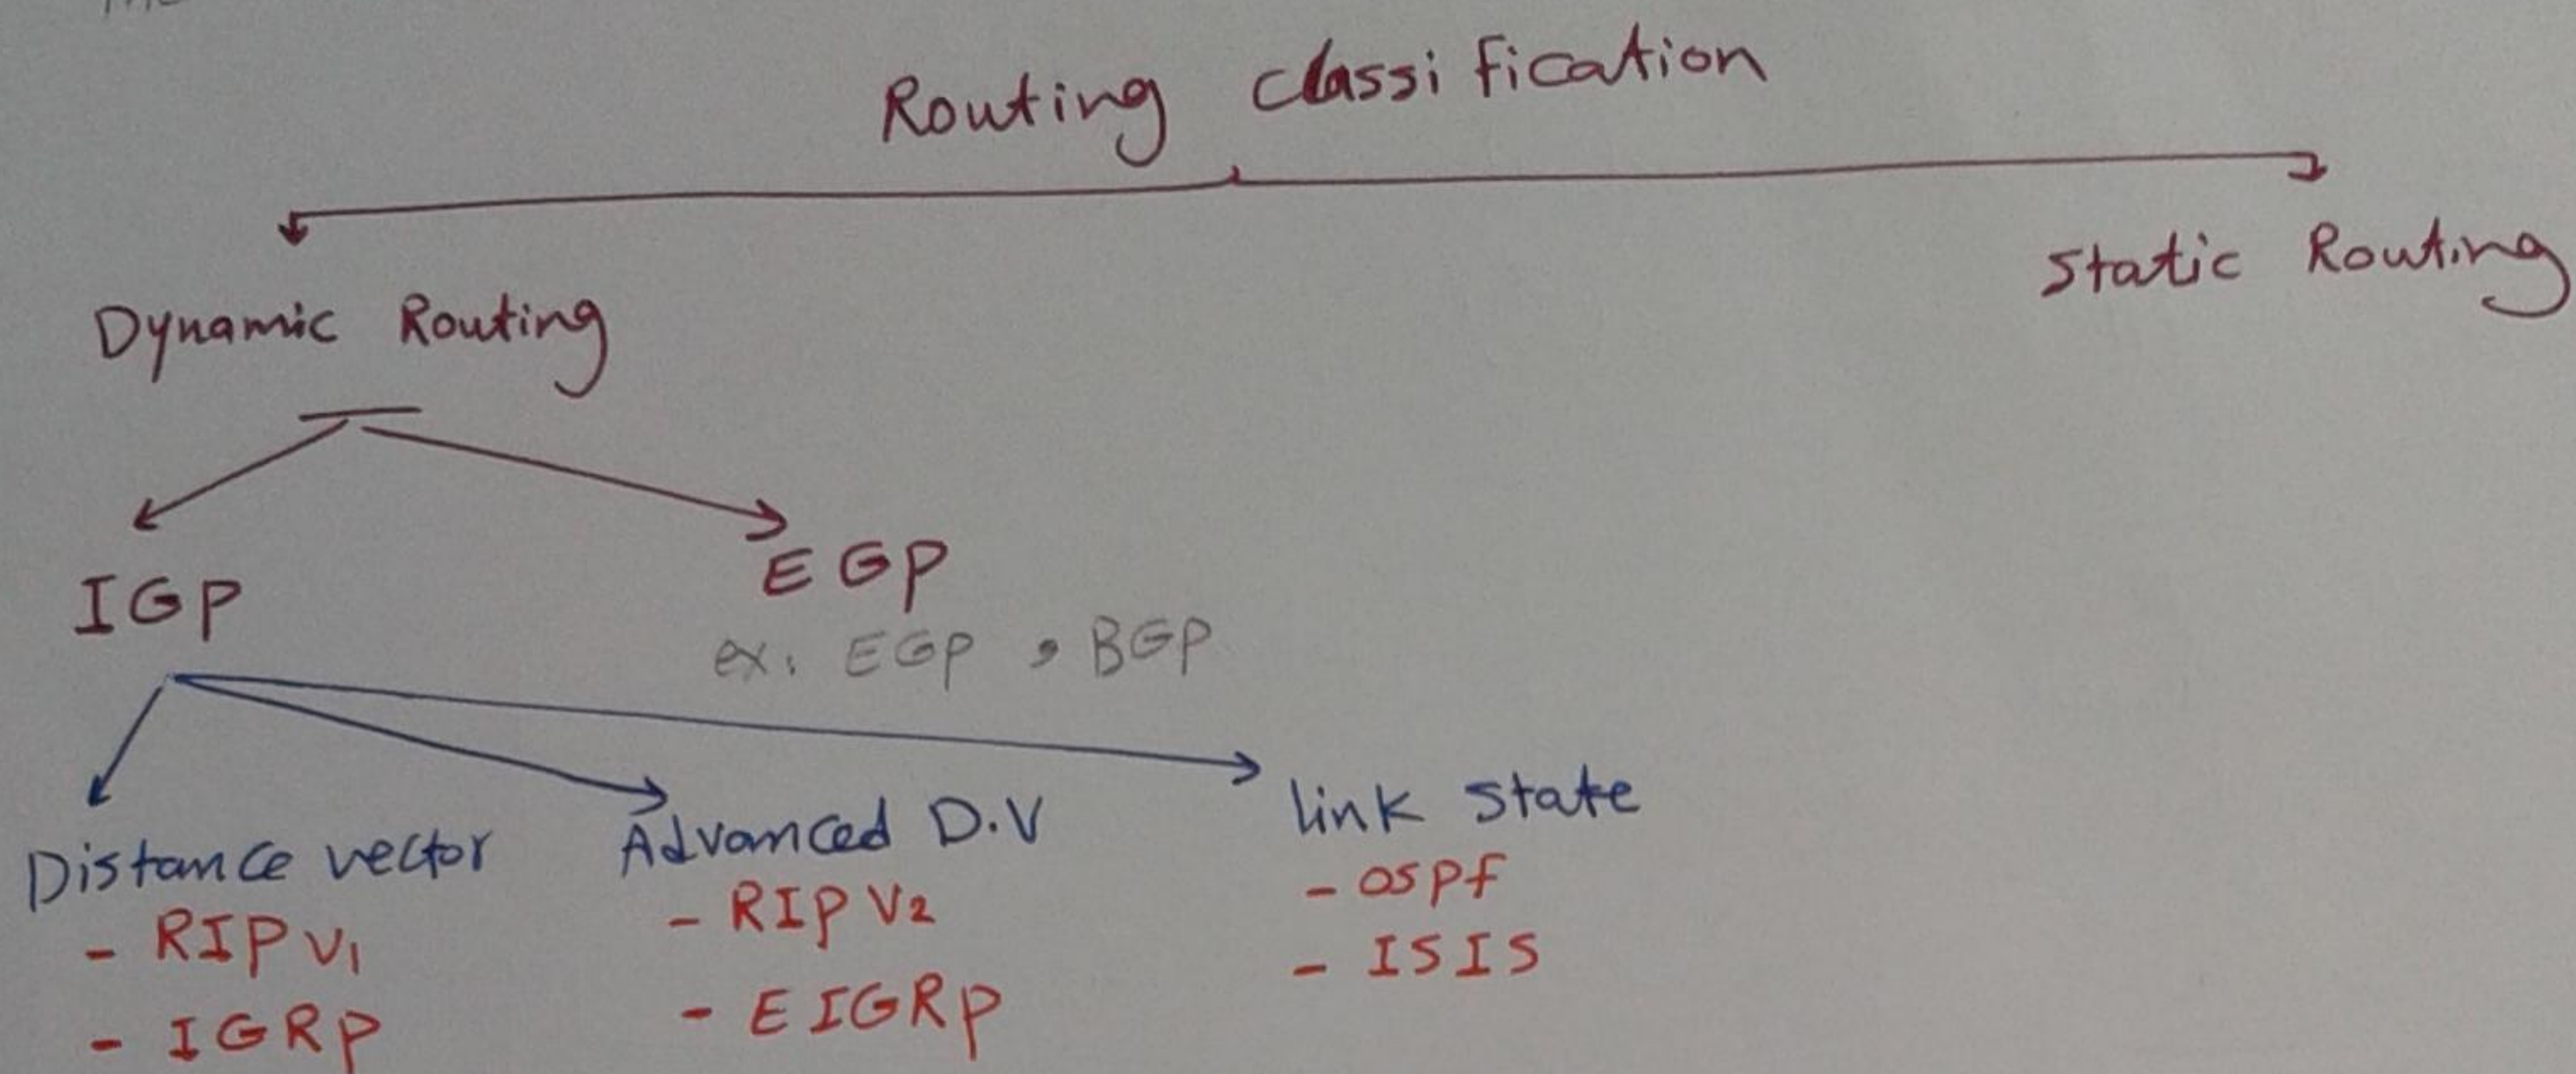 Routing classification
Dynamic Routing
Static Routing
IGP
EGP
ex. EGP , BGP
Distance vector
- RIP v1
- IGRP
Advanced D.V
- RIP v2
- EIGRP
link state
- ospf
- ISIS